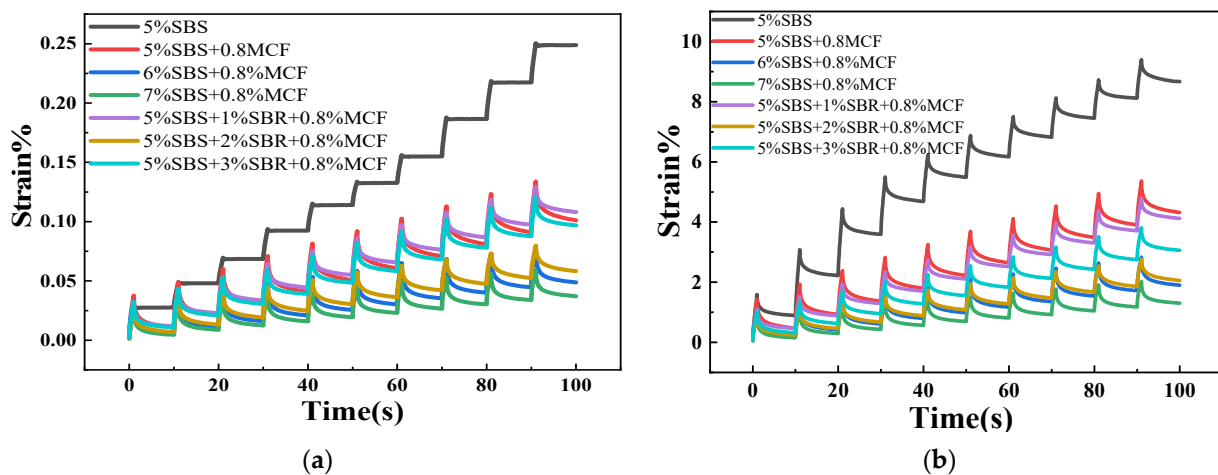 5%SBS
5%SBS+0.8MCF
6%SBS+0.8%MCF
7%SBS+0.8%MCF
5%SBS+1%SBR+0.8%MCF
5%SBS+2%SBR+0.8%MCF
5%SBS+3%SBR+0.8%MCF
Strain%
0.25
0.20
0.15
0.10
0.05
0.00
0 20 40 60 80 100
Time(s)
(a)
5%SBS
5%SBS+0.8MCF
6%SBS+0.8%MCF
7%SBS+0.8%MCF
5%SBS+1%SBR+0.8%MCF
5%SBS+2%SBR+0.8%MCF
5%SBS+3%SBR+0.8%MCF
Strain%
10
8
6
4
2
0
0 20 40 60 80 100
Time(s)
(b)